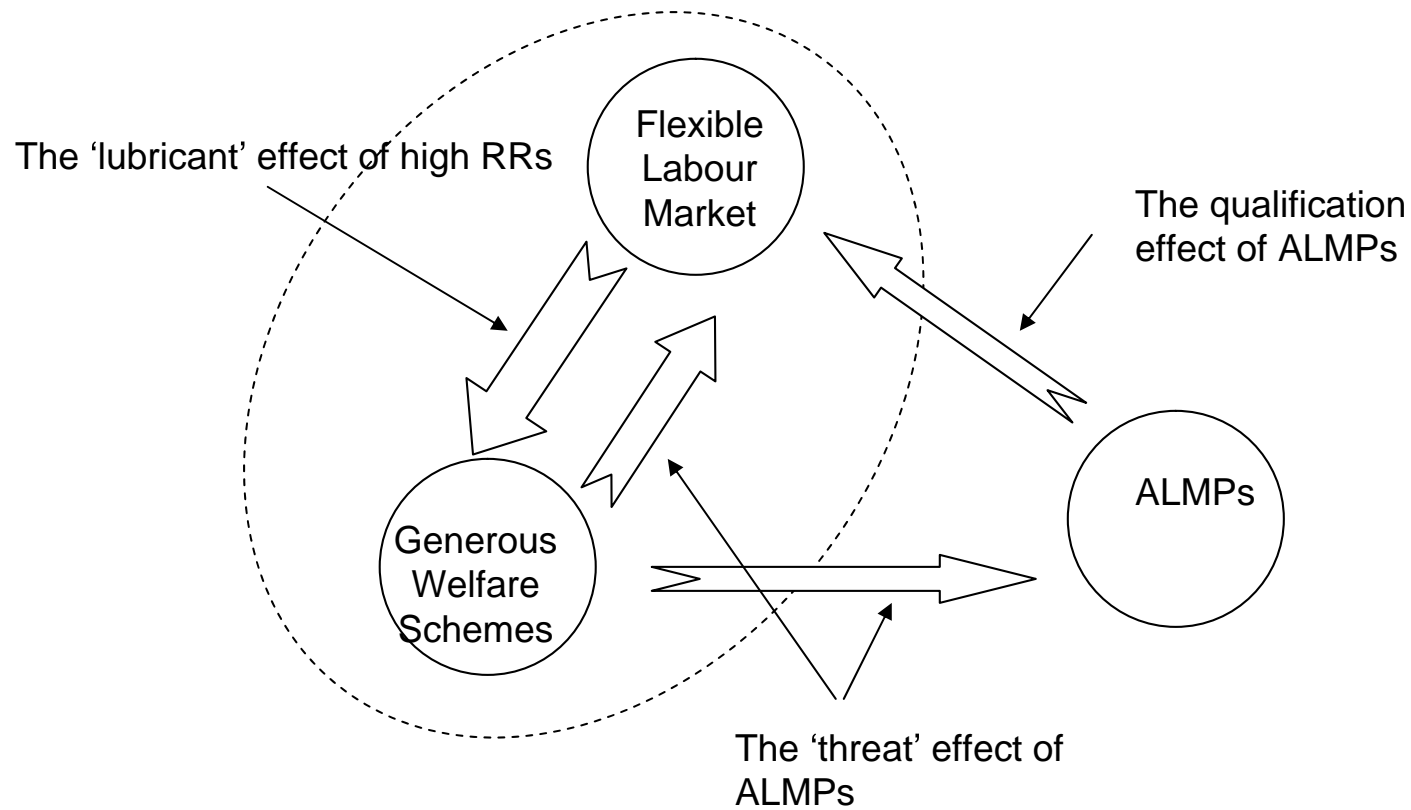 Flexible
Labour
Market
The ‘lubricant’ effect of high RRs
The qualification
effect of ALMPs
ALMPs
Generous
Welfare
Schemes
The ‘threat’ effect of
ALMPs